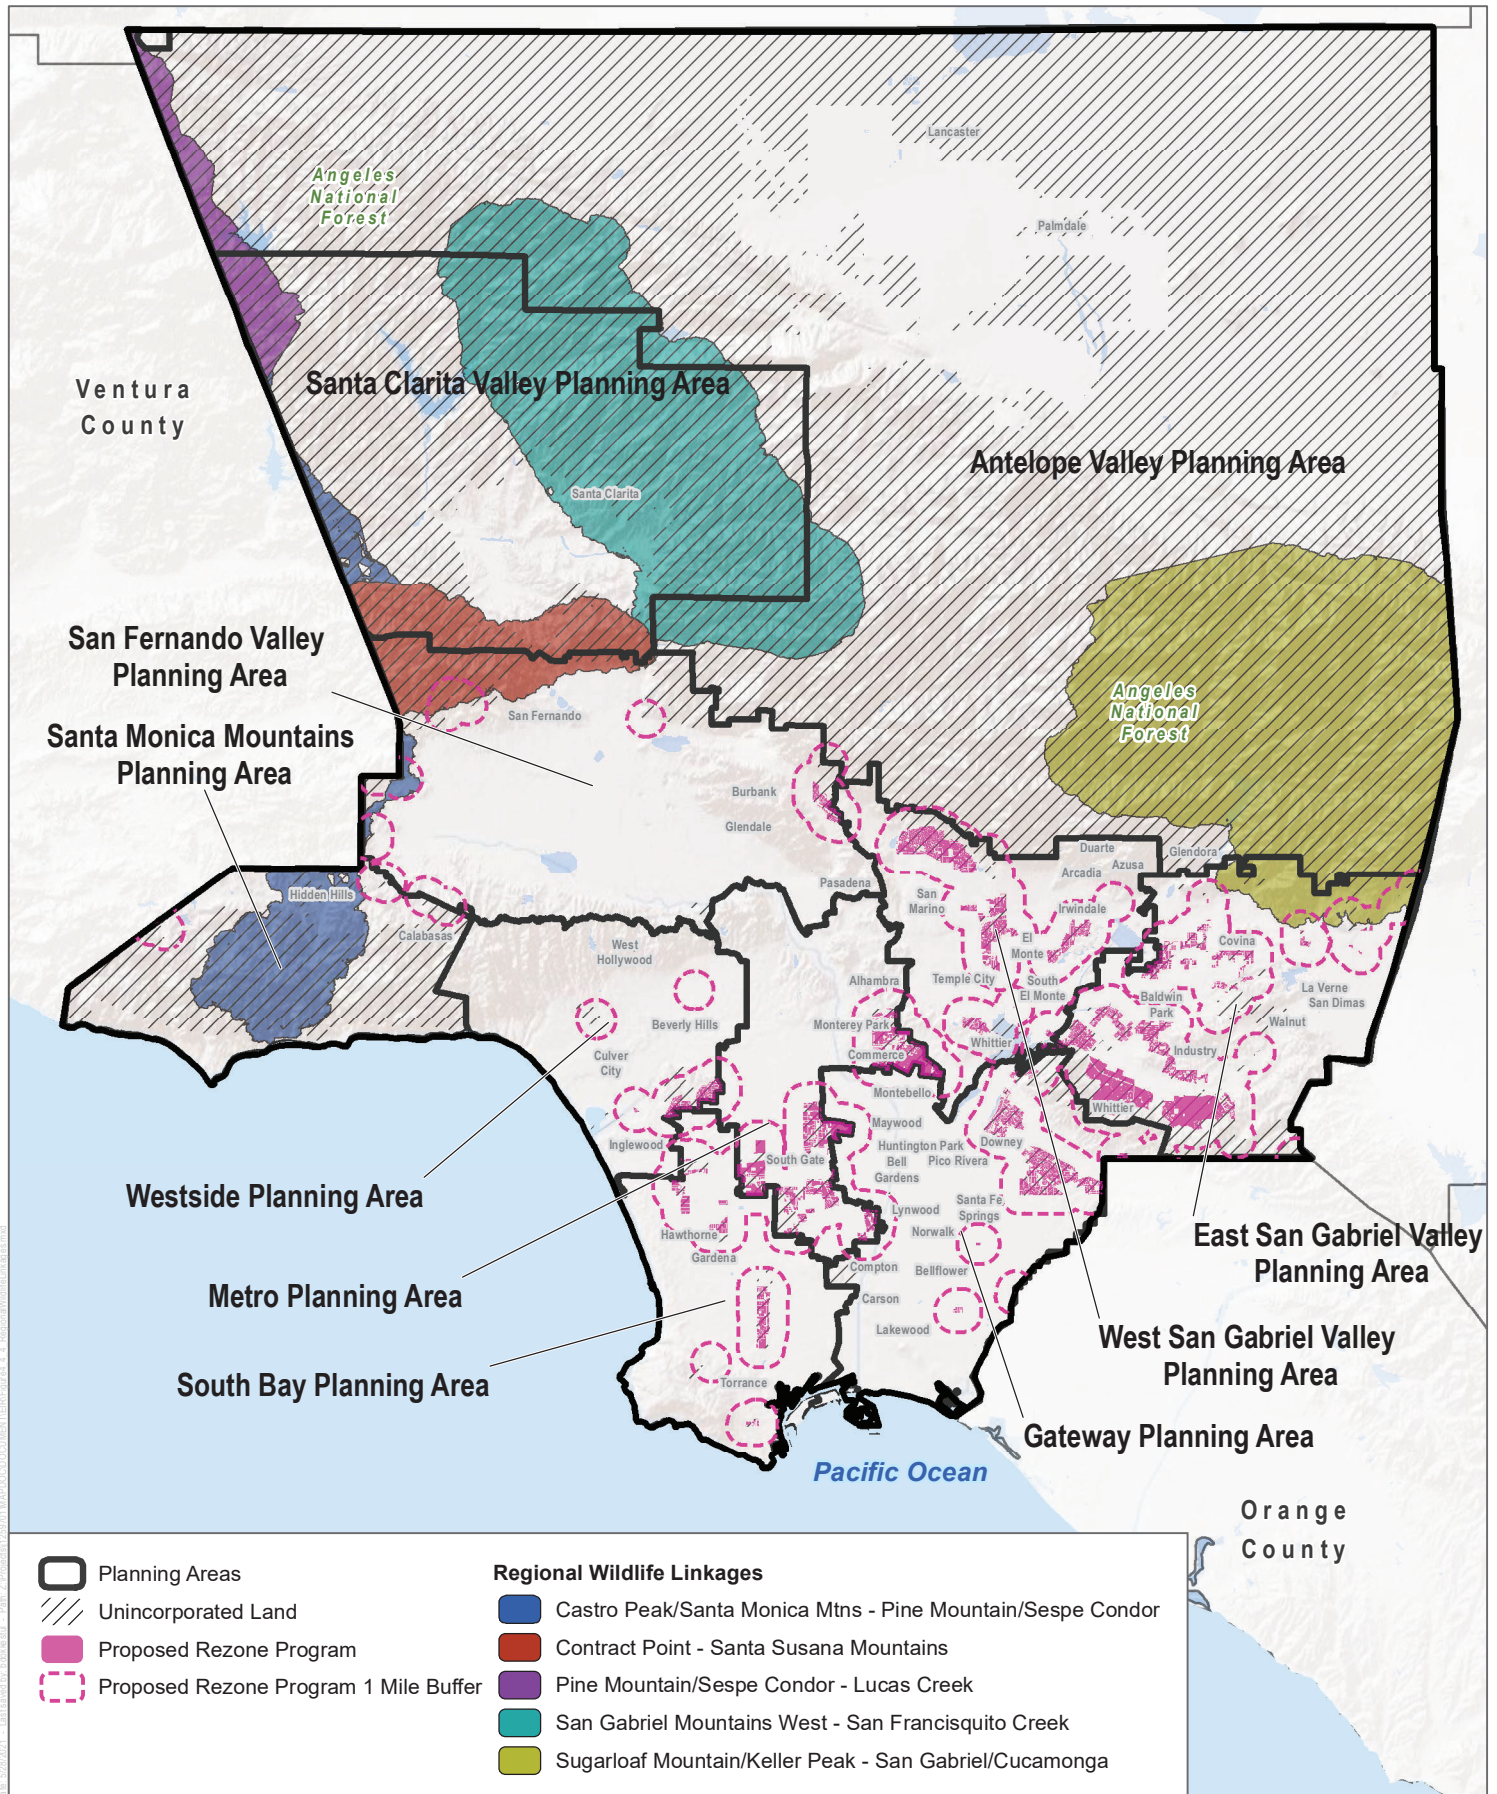 Lancaster
Angeles
National
Forest
Palmdale
Ventura
County
Santa Clarita Valley Planning Area
Antelope Valley Planning Area
Santa Clarita
San Fernando Valley
Planning Area
Angeles
National
Forest
San Fernando
Santa Monica Mountains
Planning Area
Burbank
Glendale
Duarte
Glendora
Arcadia
Azusa
Pasadena
Hidden Hills
San
Marino
Irwindale
Calabasas
West
Hollywood
El
Monte
Covina
Alhambra
Temple City
South
El Monte
La Verne
San Dimas
Baldwin
Park
Beverly Hills
Monterey Park
Walnut
Whittier
Commerce
Industry
Culver
City
Montebello
Whittier
Maywood
Inglewood
Huntington Park
Downey
Bell
Gardens
Pico Rivera
South Gate
Westside Planning Area
Santa Fe
Springs
Lynwood
Norwalk
Hawthorne
Gardena
East San Gabriel Valley
Planning Area
Compton
Bellflower
Metro Planning Area
Carson
Lakewood
West San Gabriel Valley
Planning Area
South Bay Planning Area
Torrance
Gateway Planning Area
Pacific Ocean
Orange
County
Planning Areas
Unincorporated Land
Proposed Rezone Program
Proposed Rezone Program 1 Mile Buffer
Regional Wildlife Linkages
Castro Peak/Santa Monica Mtns - Pine Mountain/Sespe Condor
Contract Point - Santa Susana Mountains
Pine Mountain/Sespe Condor - Lucas Creek
San Gabriel Mountains West - San Francisquito Creek
Sugarloaf Mountain/Keller Peak - San Gabriel/Cucamonga